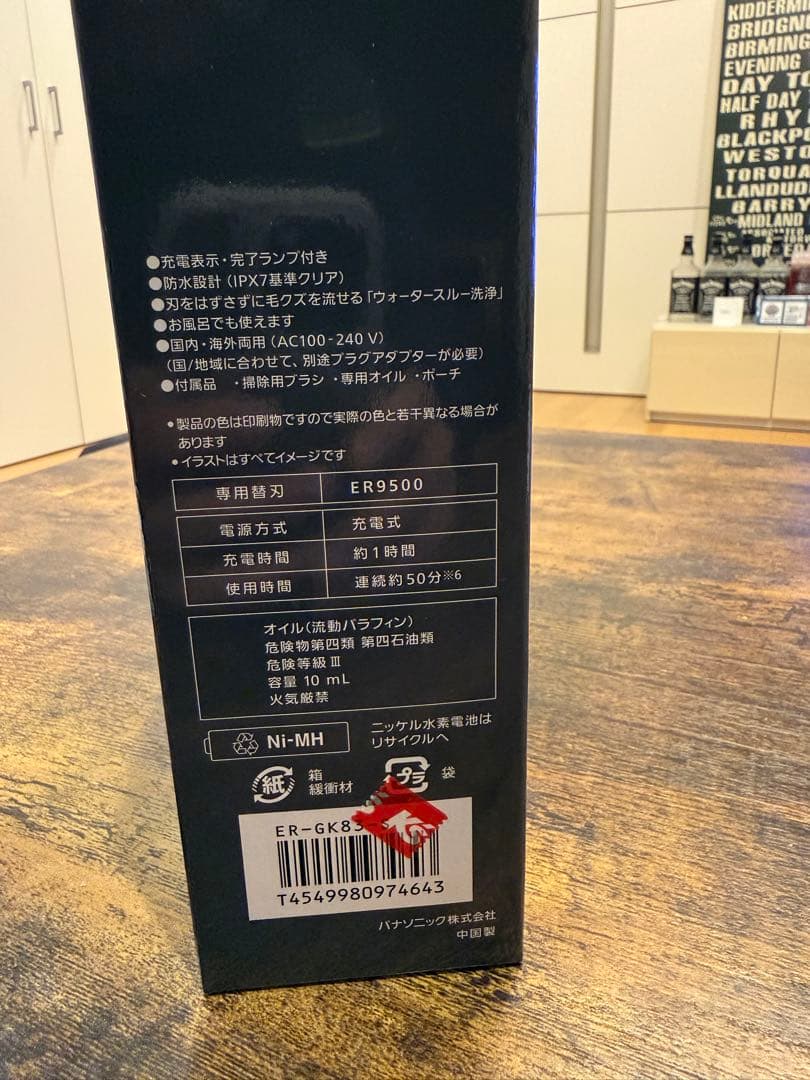 ●充電表示・完了ランプ付き
●防水設計(IPX7基準クリア)
●刃をはずさずに毛クズを流せる「ウォータースルー洗浄」
●お風呂でも使えます
●国内・海外両用(AC100-240 V)
(国/地域に合わせて、別途プラグアダプターが必要)
●付属品 ・掃除用ブラシ ・専用オイル ・ポーチ
●製品の色は印刷物ですので実際の色と若干異なる場合が
あります
●イラストはすべてイメージです
専用替刃 ER9500
電源方式 充電式
充電時間 約1時間
使用時間 連続約50分※6
オイル(流動パラフィン)
危険物第四類 第四石油類
危険等級Ⅲ
容量 10 mL
火気厳禁
Ni-MH
ニッケル水素電池は
リサイクルへ
紙 箱
緩衝材
プラ 袋
ER-GK83
T4549980974643
パナソニック株式会社
中国製
BRIDGN
BIRMING
EVENING
DAY TO
HALF DAY
RHY
BLACKP
WESTO
TORQUA
LLANDUD
BARRY
MIDLAND